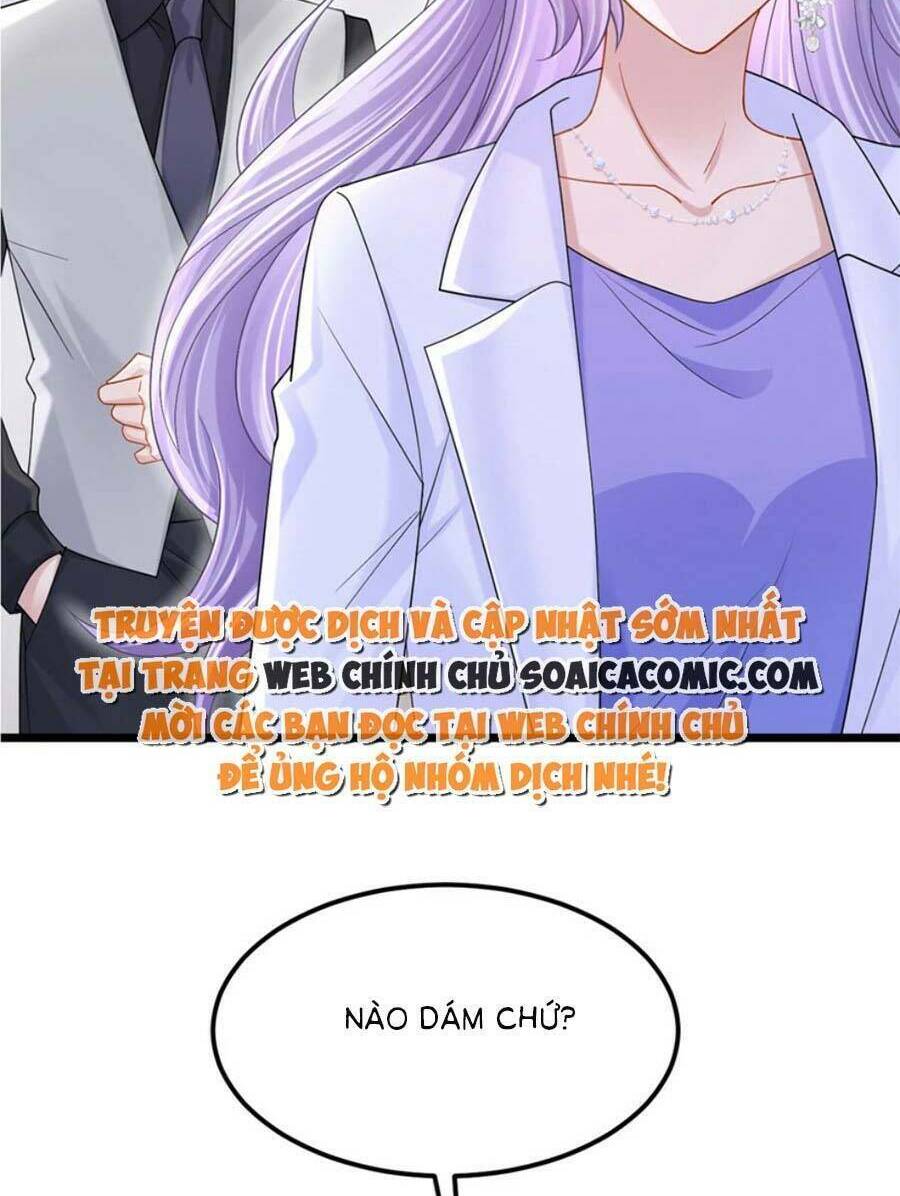 TRUYỆN ĐƯỢC DỊCH VÀ CẬP NHẬT SỚM NHẤT
TẠI TRANG WEB CHÍNH CHỦ SOAICACOMIC.COM
MỜI CÁC BẠN ĐỌC TẠI WEB CHÍNH CHỦ
ĐỂ ỦNG HỘ NHÓM DỊCH NHÉ!
NÀO DÁM CHỨ?